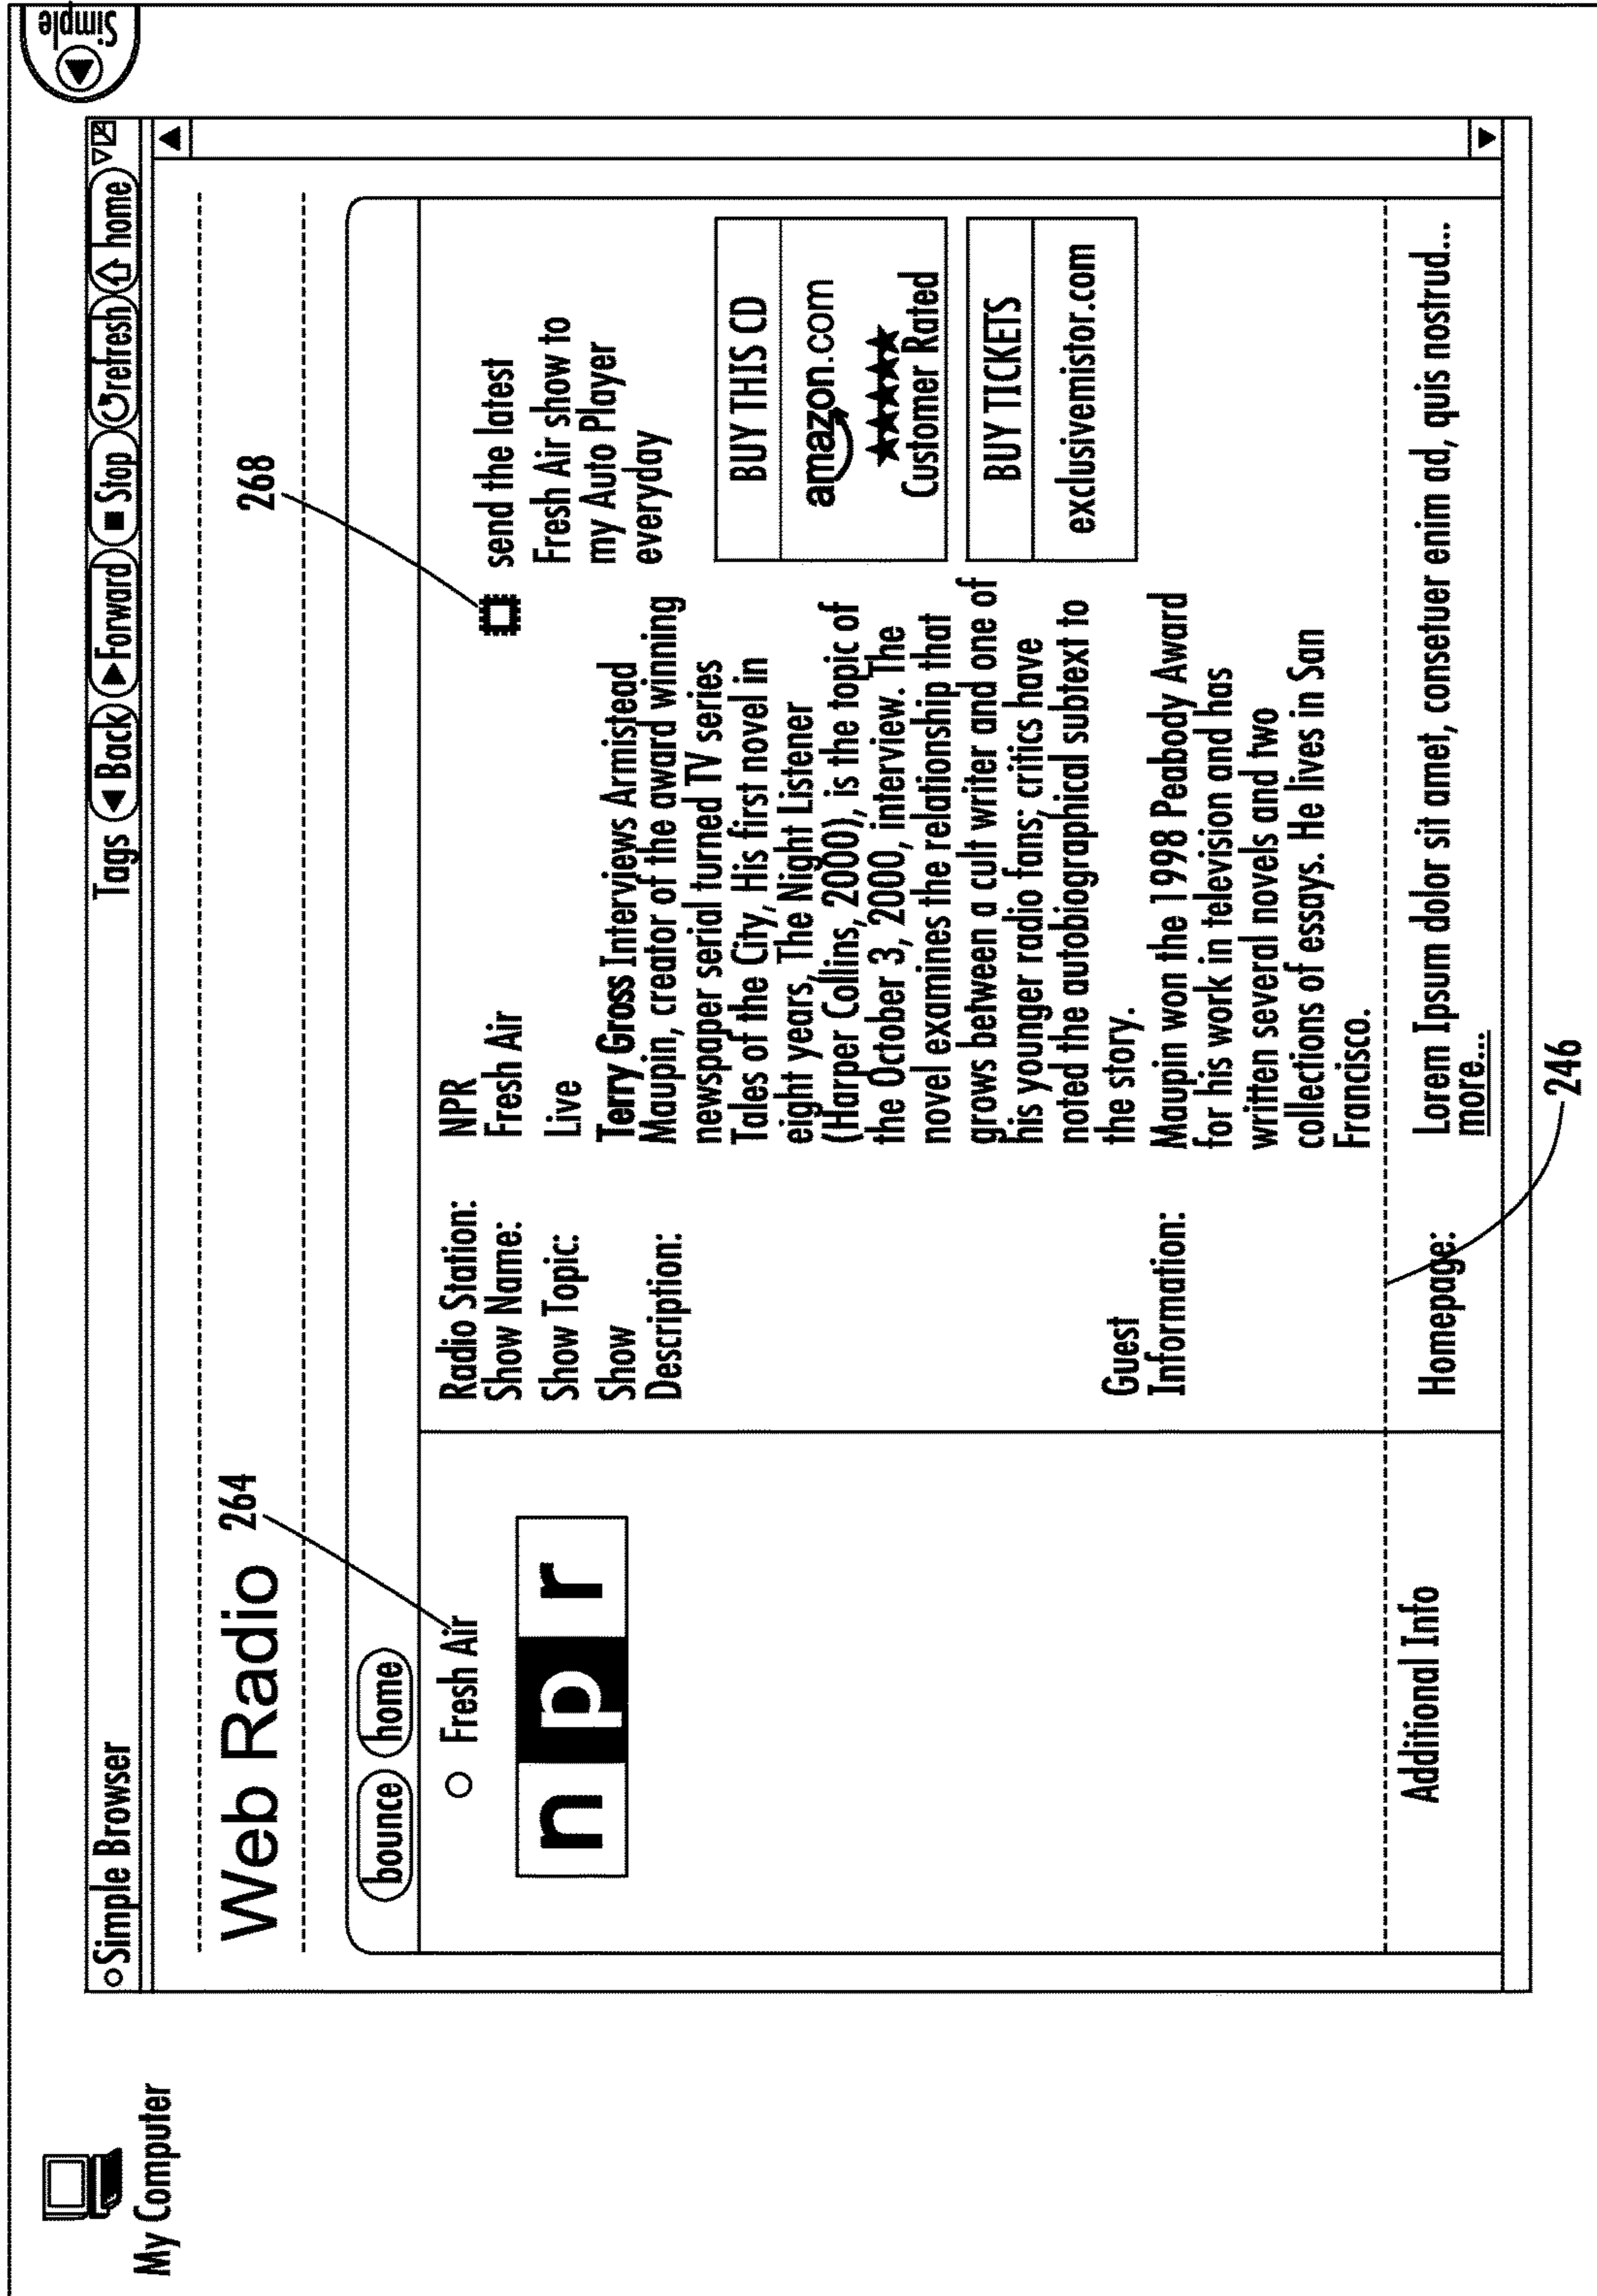 My Computer
Simple
Simple Browser
Tags
Back
Forward
Stop
refresh
home
Web Radio
264
268
bounce
home
Fresh Air
n p r
Radio Station: NPR
Show Name: Fresh Air
Show Topic: Live
Show
Description:
Terry Gross Interviews Armistead
Maupin, creator of the award winning
newspaper serial turned TV series
Tales of the City, His first novel in
eight years, The Night Listener
(Harper Collins, 2000), is the topic of
the October 3, 2000, interview. The
novel examines the relationship that
grows between a cult writer and one of
his younger radio fans; critics have
noted the autobiographical subtext to
the story.
Guest
Information:
Maupin won the 1998 Peabody Award
for his work in television and has
written several novels and two
collections of essays. He lives in San
Francisco.
send the latest
Fresh Air show to
my Auto Player
everyday
BUY THIS CD
amazon.com
Customer Rated
BUY TICKETS
exclusivemistor.com
Additional Info
Homepage:
Lorem Ipsum dolor sit amet, consetuer enim ad, quis nostrud...
more...
246